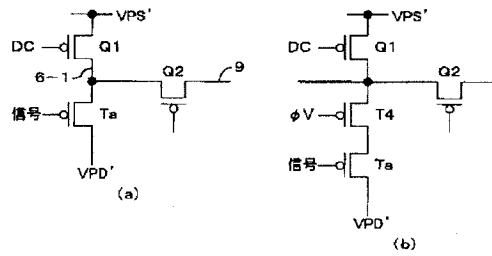 VPS'
DC
Q1
6-1
Q2
9
信号
Ta
VPD'
(a)
VPS'
DC
Q1
Q2
φV
T4
信号
Ta
VPD'
(b)